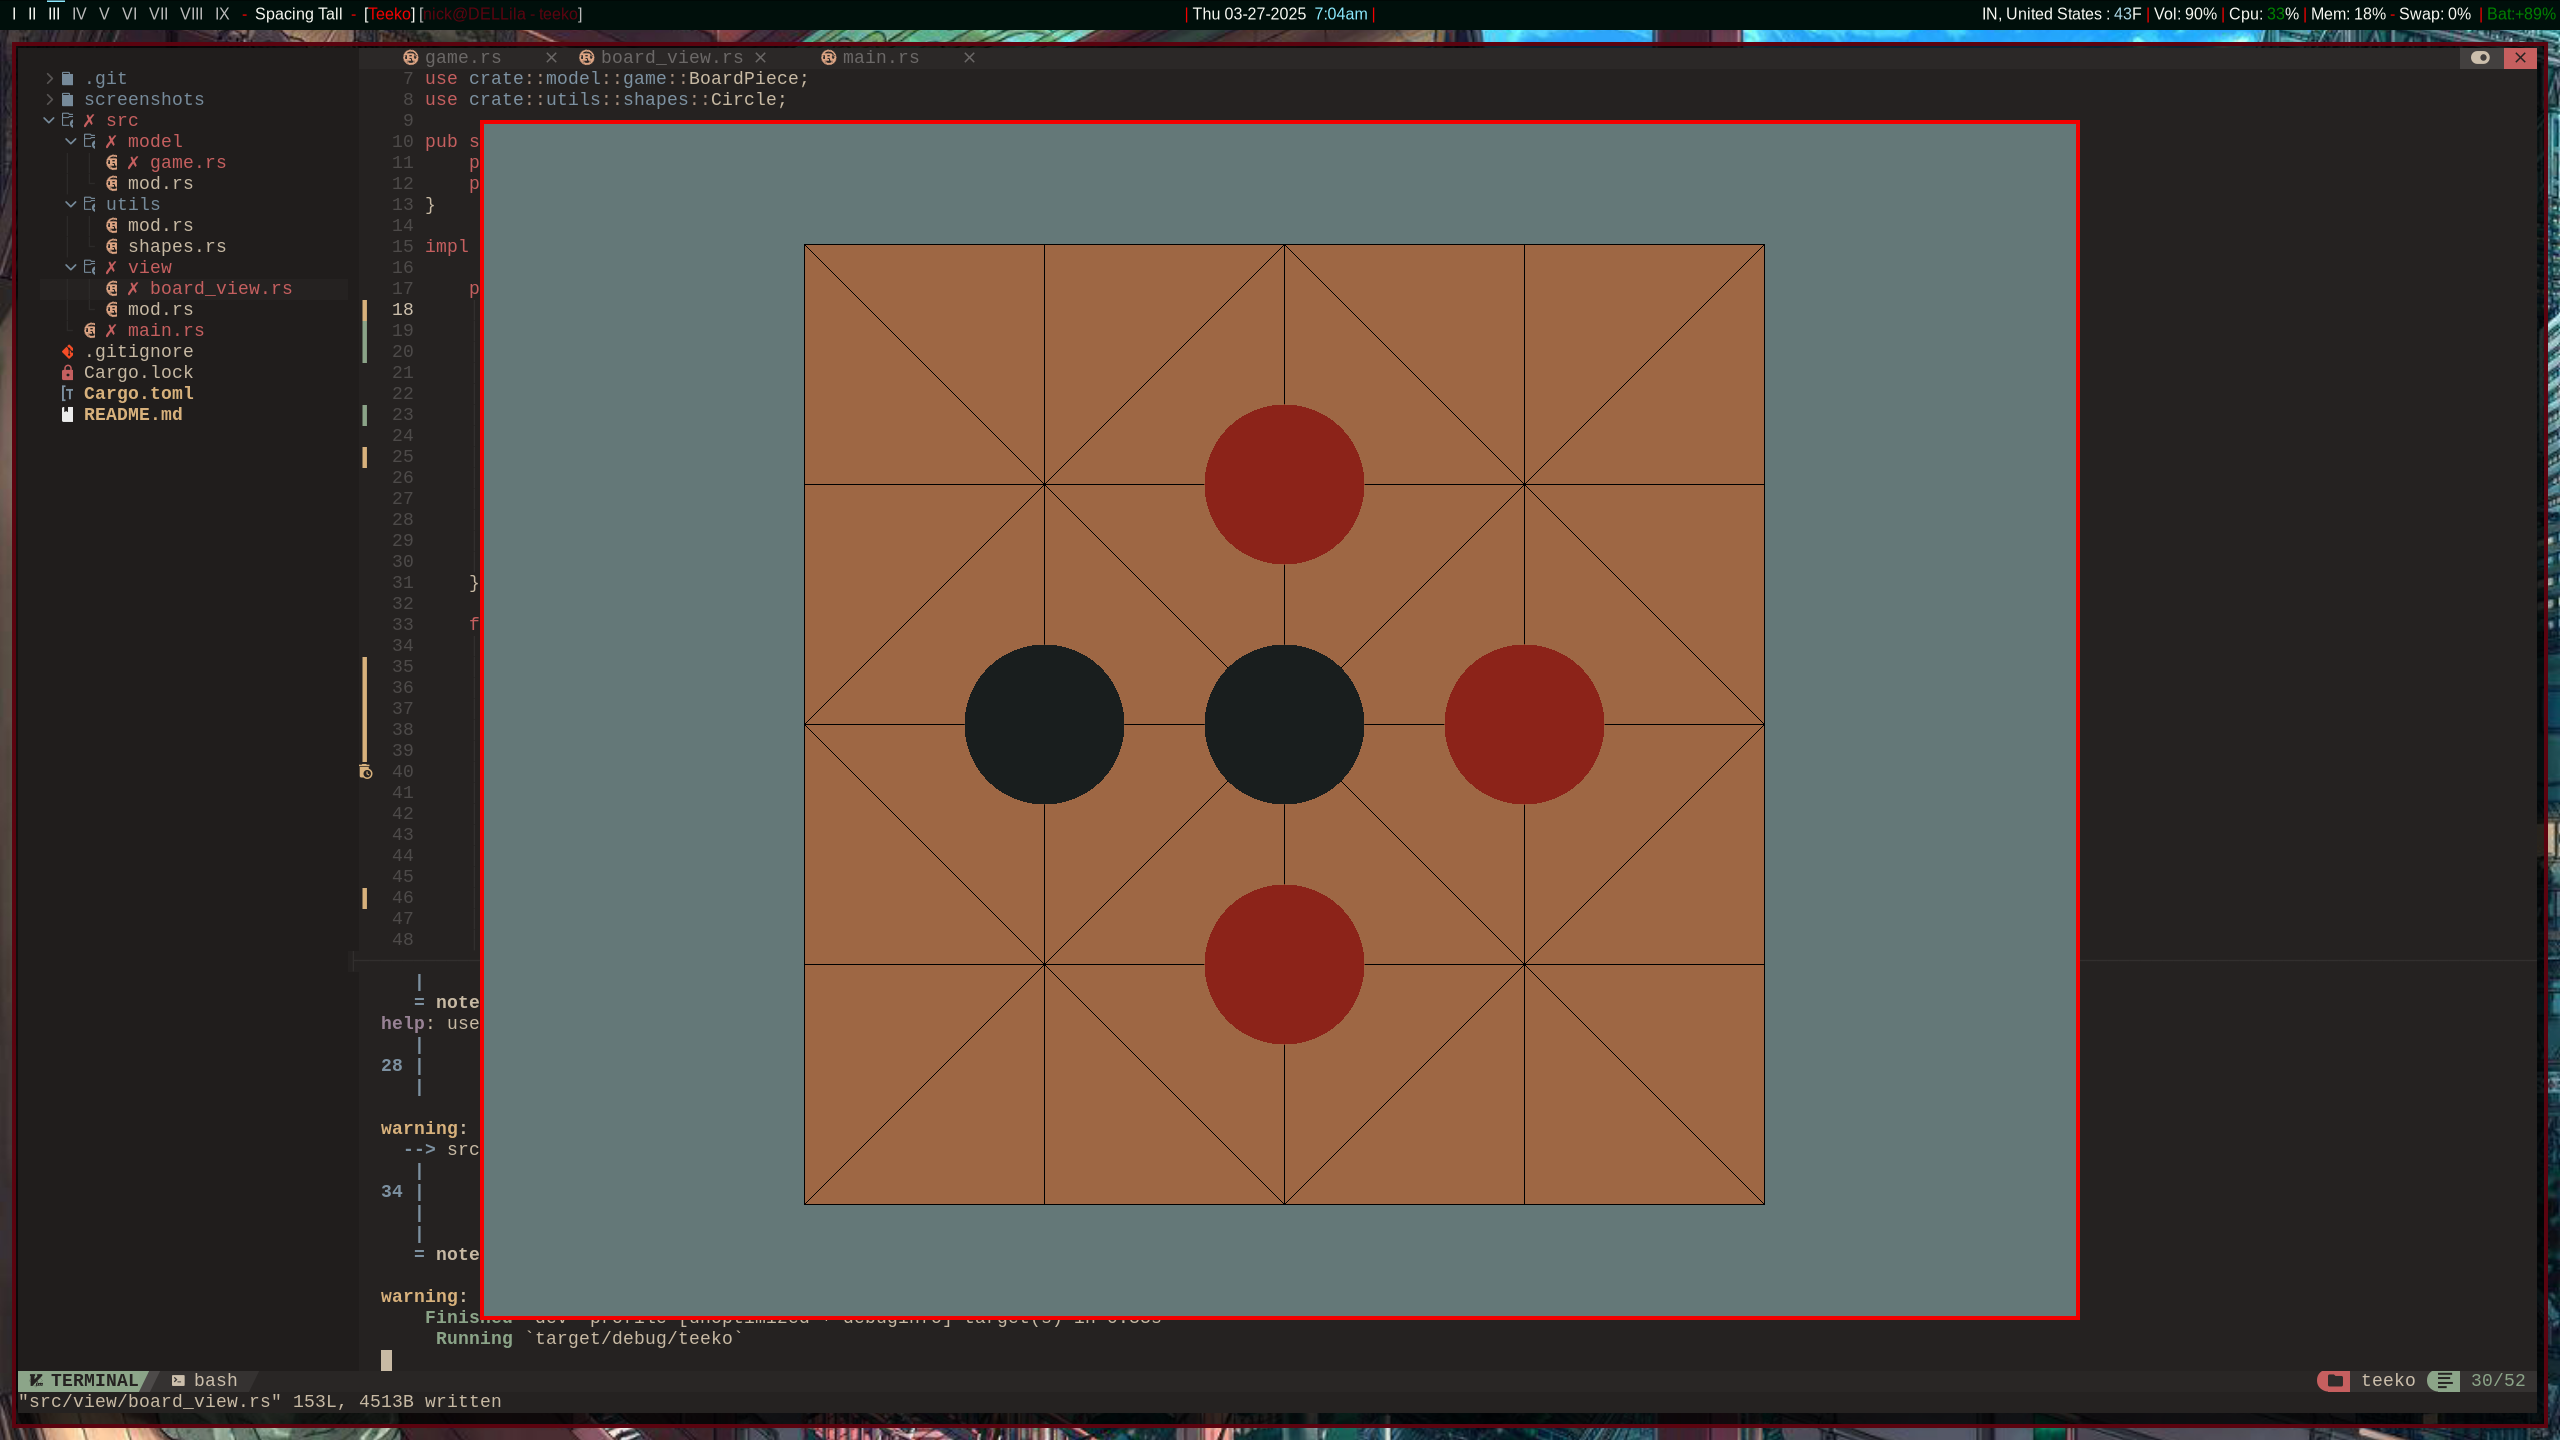 I II III IV V VI VII VIII IX - Spacing Tall - [Teeko] [nick@DELLila - teeko]
| Thu 03-27-2025 7:04am |
IN, United States : 43F | Vol: 90% | Cpu: 33% | Mem: 18% - Swap: 0% | Bat:+89%
.git
screenshots
✗ src
✗ model
✗ game.rs
mod.rs
utils
mod.rs
shapes.rs
✗ view
✗ board_view.rs
mod.rs
✗ main.rs
.gitignore
Cargo.lock
Cargo.toml
README.md
game.rs × board_view.rs × main.rs ×
7 use crate::model::game::BoardPiece;
8 use crate::utils::shapes::Circle;
9
10 pub s
11 p
12 p
13 }
14
15 impl
16
17 p
18
19
20
21
22
23
24
25
26
27
28
29
30
31 }
32
33 f
34
35
36
37
38
39
40
41
42
43
44
45
46
47
48
|
= note
help: use
|
28 |
|
warning:
--> src
|
34 |
|
|
= note
warning:
Finished `dev` profile [unoptimized + debuginfo] target(s) in
Running `target/debug/teeko`
TERMINAL bash teeko 30/52
"src/view/board_view.rs" 153L, 4513B written